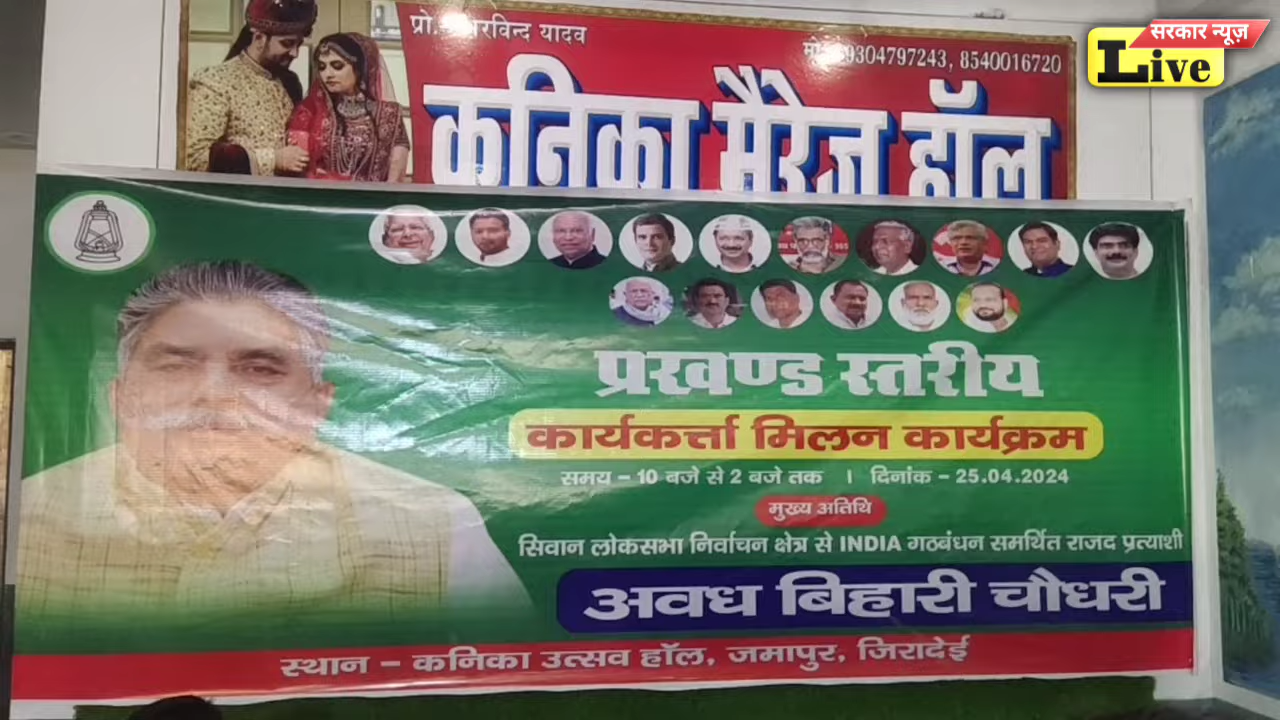 सरकार न्यूज़
Live
यादव
9304797243, 8540016720
कनिका मैरेज हॉल
प्रखण्ड स्तरीय
कार्यकर्त्ता मिलन कार्यक्रम
समय – 10 बजे से 2 बजे तक । दिनांक – 25.04.2024
मुख्य अतिथि
सिवान लोकसभा निर्वाचन क्षेत्र से INDIA गठबंधन समर्थित राजद प्रत्याशी
अवध बिहारी चौधरी
स्थान – कनिका उत्सव हॉल, जमापुर, जिरादेई